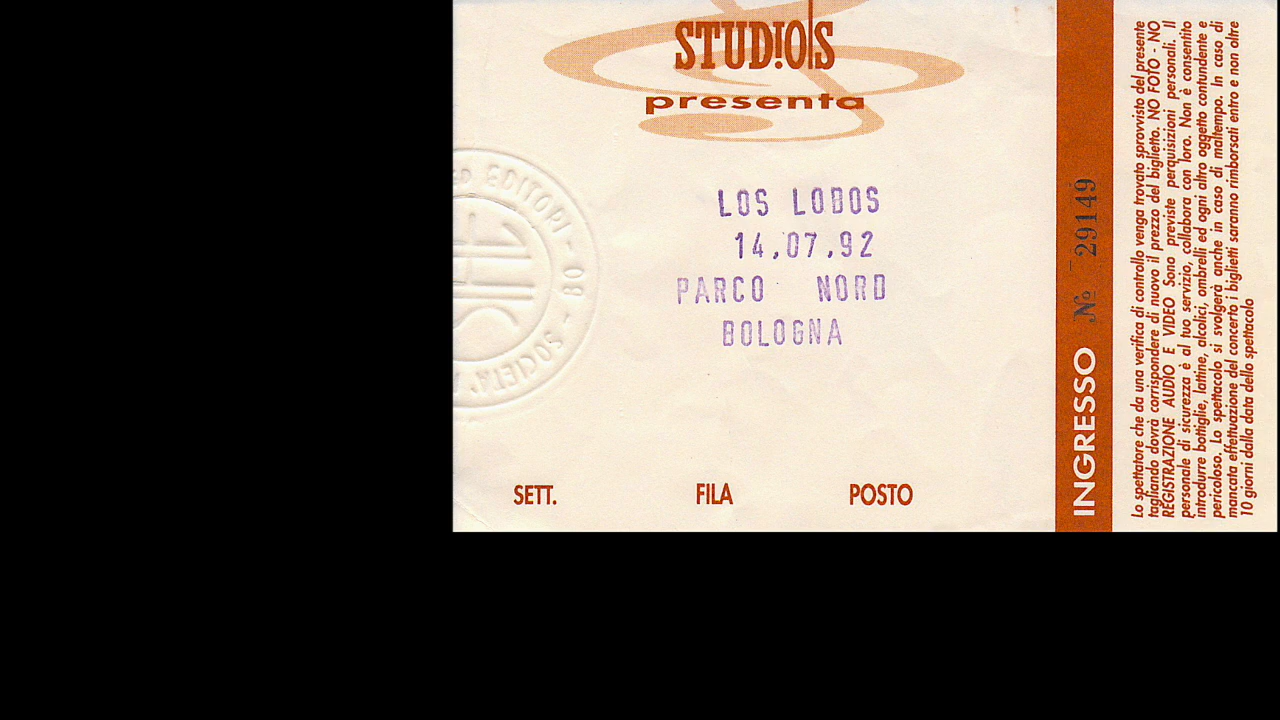 STUDIO'S
presenta
EDITORI - 08 - SOCIETA'
LOS LOBOS
14.07.92
PARCO NORD
BOLOGNA
SETT. FILA POSTO
INGRESSO № 29149
Lo spettatore che da una verifica di controllo venga trovato sprovvisto del presente
tagliando dovrà corrispondere di nuovo il prezzo del biglietto. NO FOTO - NO
REGISTRAZIONE AUDIO E VIDEO Sono previste perquisizioni personali. Il
personale di sicurezza è al tuo servizio, collabora con loro. Non è consentito
introdurre bottiglie, lattine, alcolici, ombrelli ed ogni altro oggetto contundente e
pericoloso. Lo spettacolo si svolgerà anche in caso di maltempo. In caso di
mancata effettuazione del concerto i biglietti saranno rimborsati entro e non oltre
10 giorni dalla data dello spettacolo